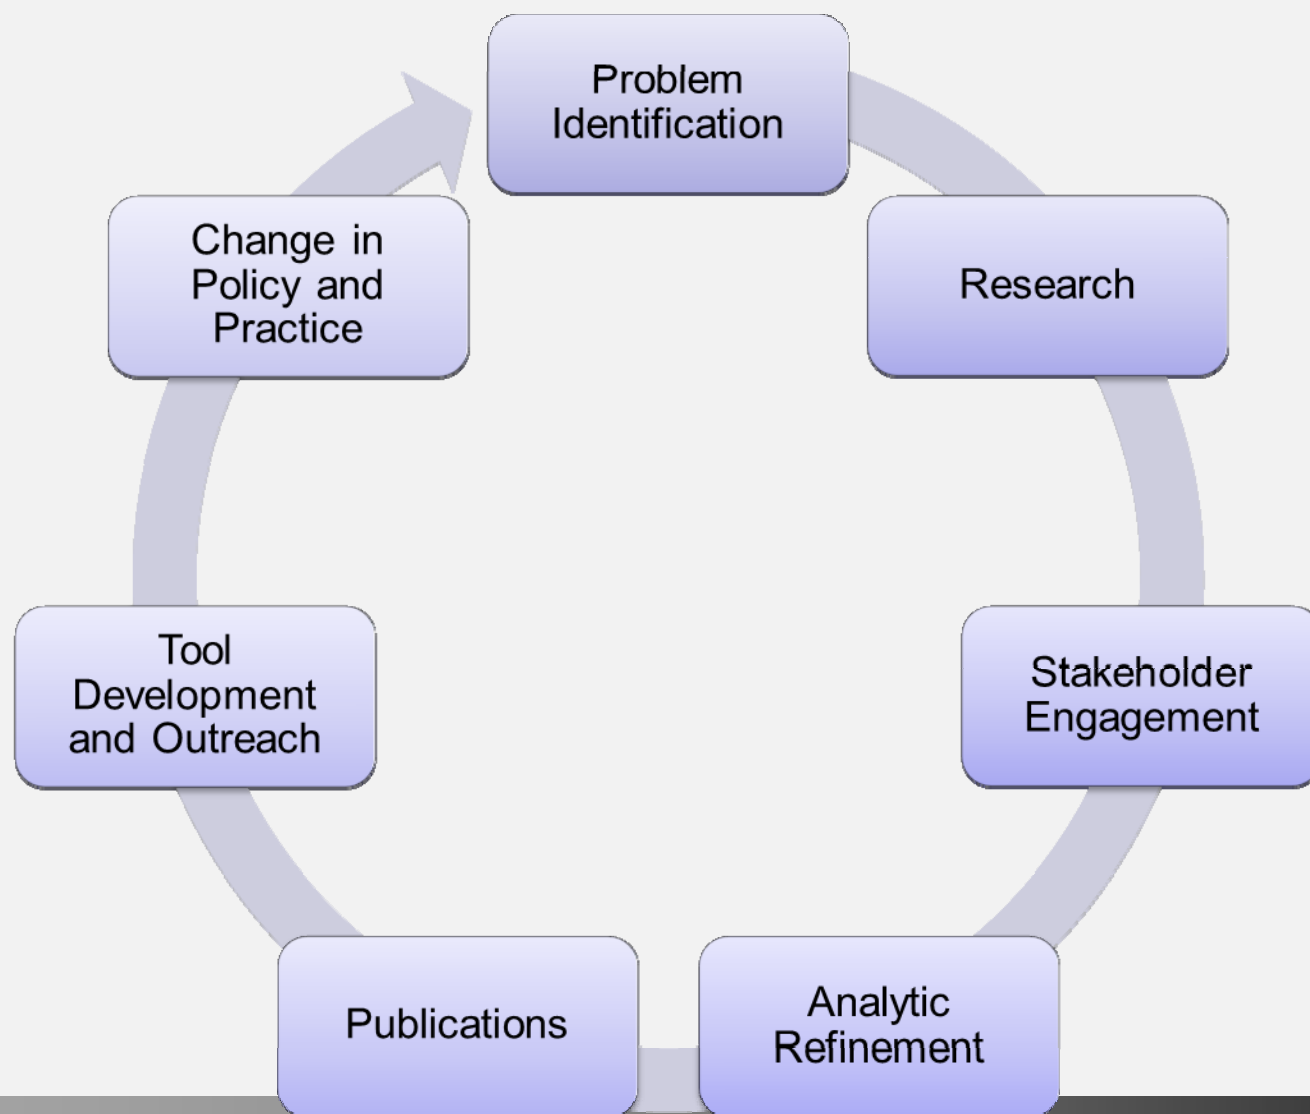 Problem
Identification
Research
Stakeholder
Engagement
Analytic
Refinement
Publications
Tool
Development
and Outreach
Change in
Policy and
Practice